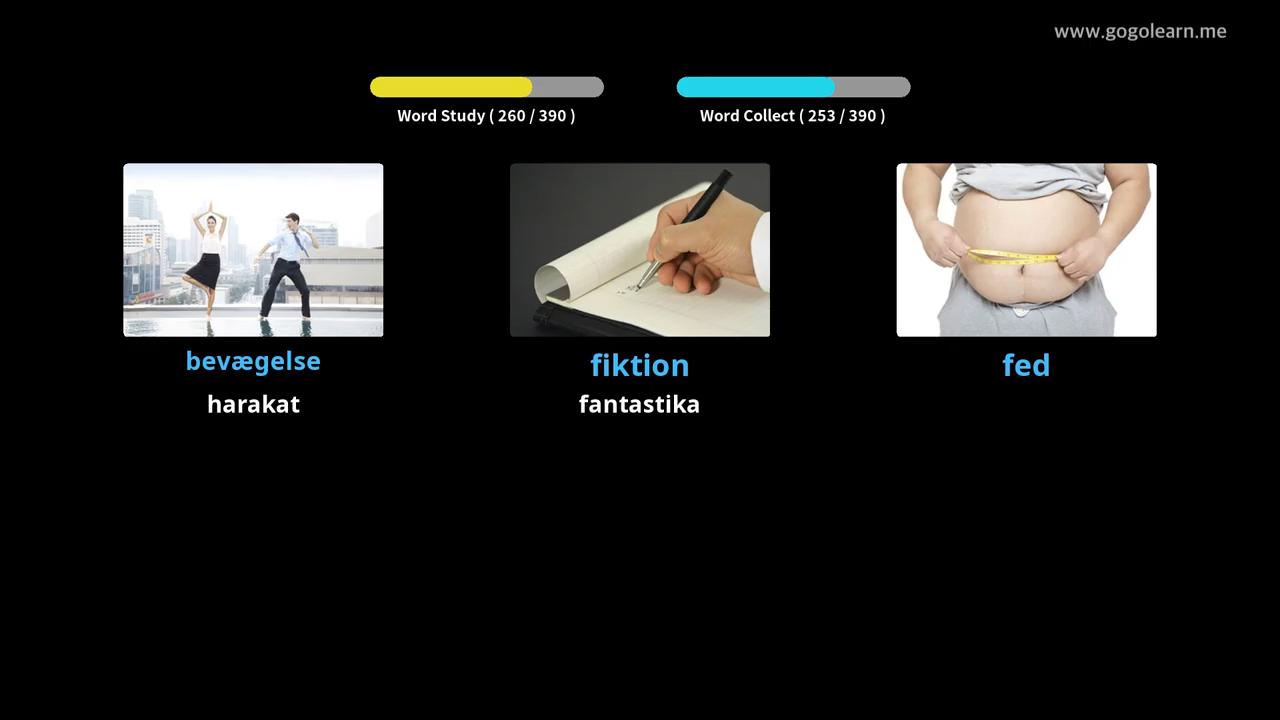 www.gogolearn.me
Word Study ( 260 / 390 )
Word Collect ( 253 / 390 )
bevægelse
harakat
fiktion
fantastika
fed